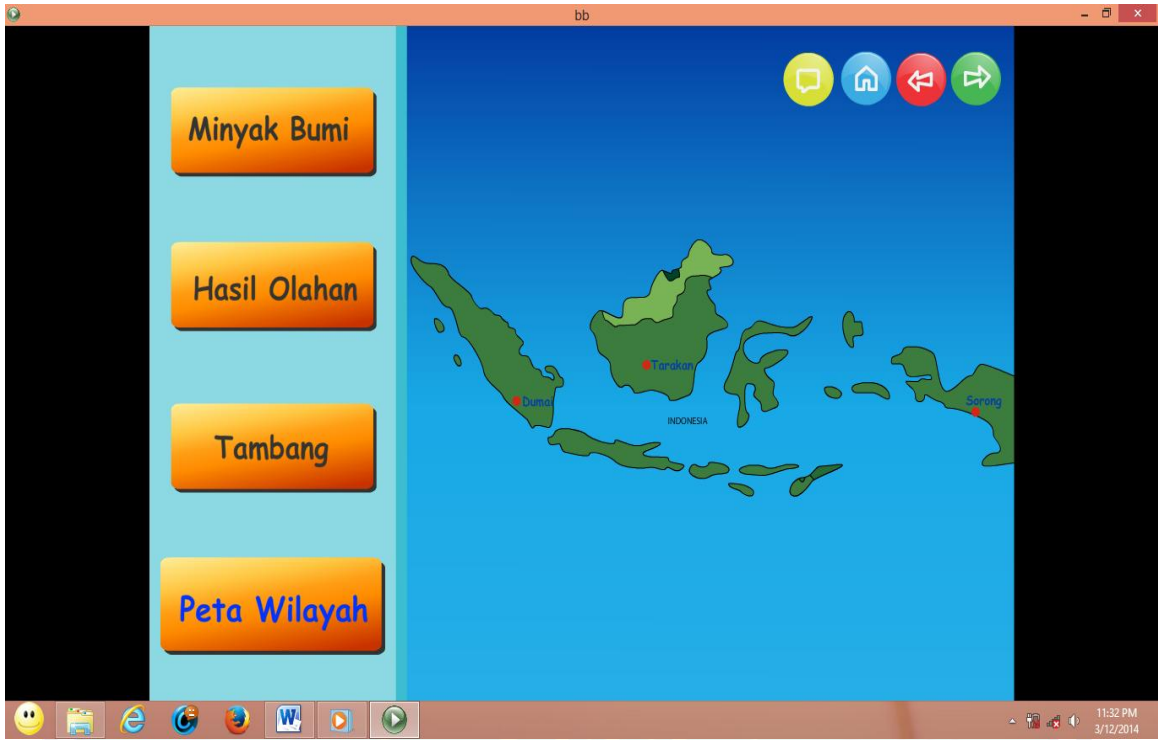 bb
Minyak Bumi
Hasil Olahan
Tambang
Peta Wilayah
Tarakan
Dumai
Sorong
INDONESIA
11:32 PM
3/12/2014